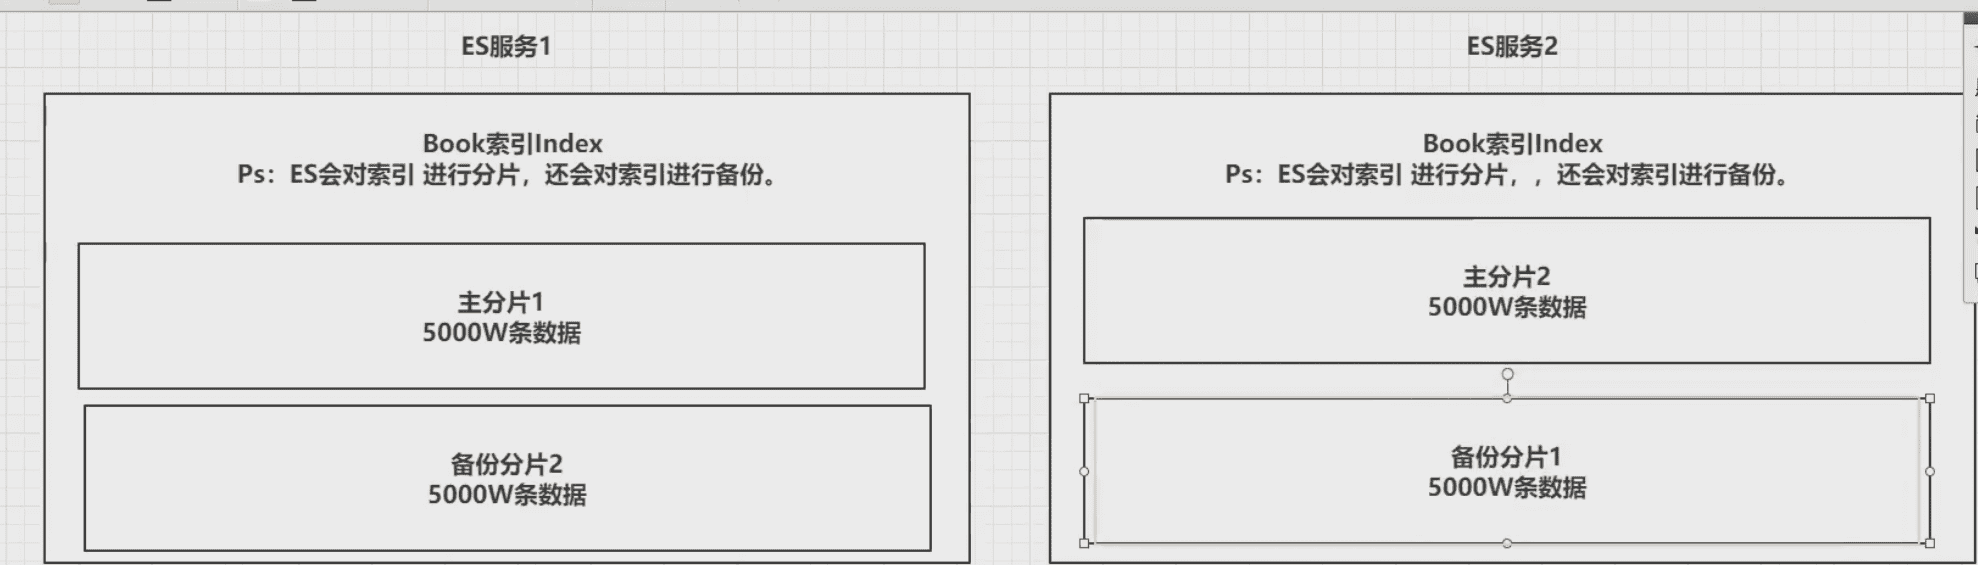 ES服务1
Book索引Index
Ps：ES会对索引 进行分片，还会对索引进行备份。
主分片1
5000W条数据
备份分片2
5000W条数据
ES服务2
Book索引Index
Ps：ES会对索引 进行分片，，还会对索引进行备份。
主分片2
5000W条数据
备份分片1
5000W条数据